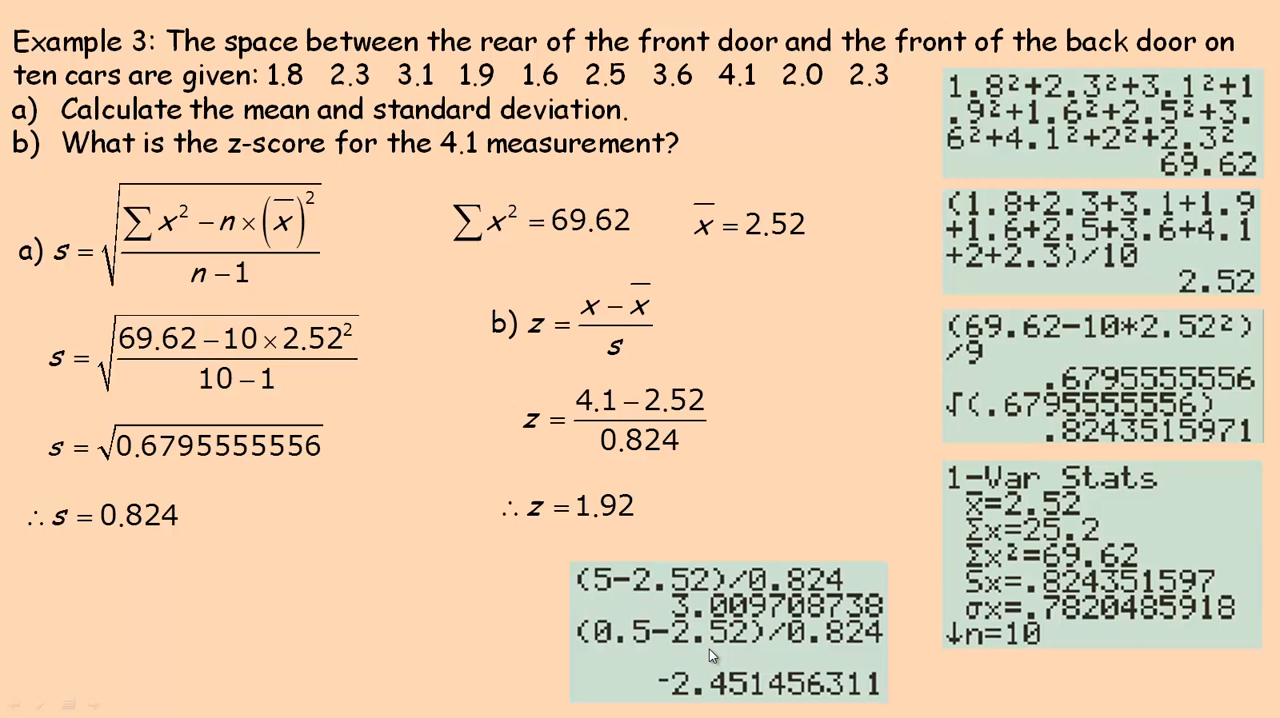 Example 3: The space between the rear of the front door and the front of the back door on
ten cars are given: 1.8 2.3 3.1 1.9 1.6 2.5 3.6 4.1 2.0 2.3
a) Calculate the mean and standard deviation.
b) What is the z-score for the 4.1 measurement?
a) s = √((∑x² − n × (x̄)²)/(n − 1))
∑x² = 69.62 x̄ = 2.52
s = √((69.62 − 10 × 2.52²)/(10 − 1))
s = √0.6795555556
∴ s = 0.824
b) z = (x − x̄)/s
z = (4.1 − 2.52)/0.824
∴ z = 1.92
1.8²+2.3²+3.1²+1
.9²+1.6²+2.5²+3.
6²+4.1²+2²+2.3²
69.62
(1.8+2.3+3.1+1.9
+1.6+2.5+3.6+4.1
+2+2.3)/10
2.52
(69.62-10*2.52²)
/9
.6795555556
√(.6795555556)
.8243515971
1-Var Stats
x̄=2.52
Σx=25.2
Σx²=69.62
Sx=.824351597
σx=.7820485918
↓n=10
(5-2.52)/0.824
3.009708738
(0.5-2.52)/0.824
-2.451456311